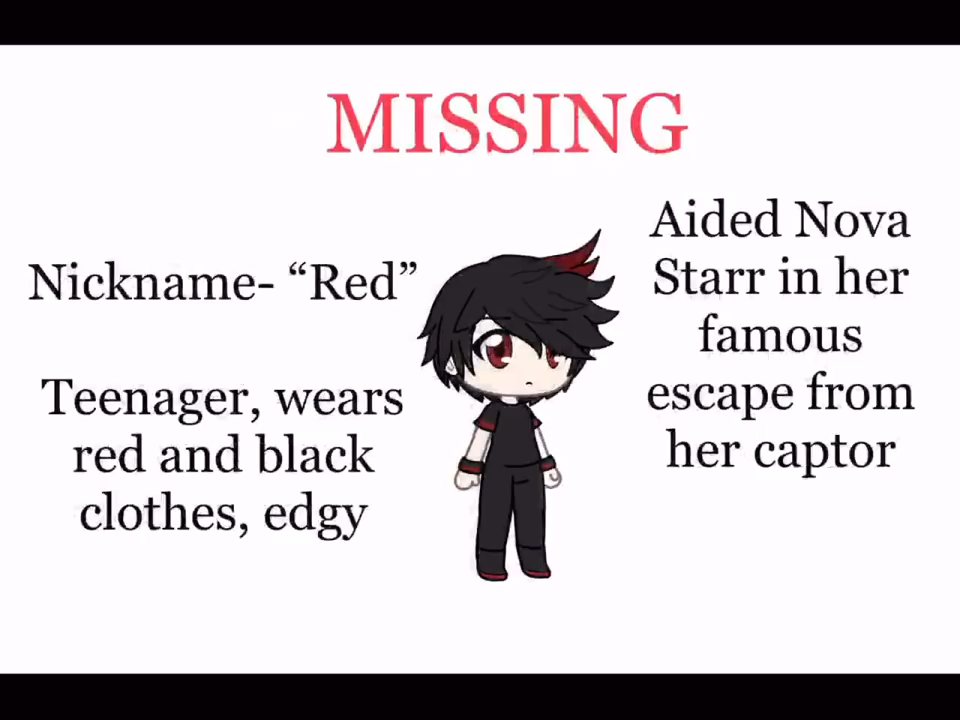 MISSING
Nickname- “Red”
Teenager, wears
red and black
clothes, edgy
Aided Nova
Starr in her
famous
escape from
her captor